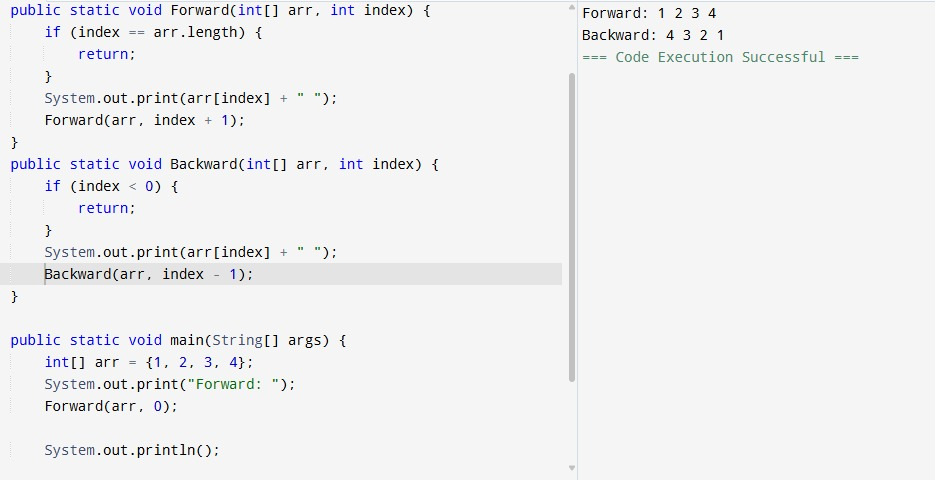 public static void Forward(int[] arr, int index) {
    if (index == arr.length) {
        return;
    }
    System.out.print(arr[index] + " ");
    Forward(arr, index + 1);
}
public static void Backward(int[] arr, int index) {
    if (index < 0) {
        return;
    }
    System.out.print(arr[index] + " ");
    Backward(arr, index - 1);
}
public static void main(String[] args) {
    int[] arr = {1, 2, 3, 4};
    System.out.print("Forward: ");
    Forward(arr, 0);
    System.out.println();
Forward: 1 2 3 4
Backward: 4 3 2 1
=== Code Execution Successful ===